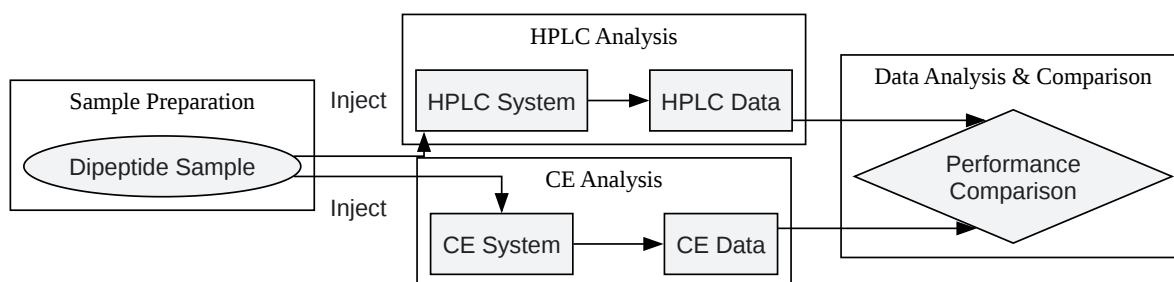 Sample Preparation
Dipeptide Sample
Inject
Inject
HPLC Analysis
HPLC System
HPLC Data
CE Analysis
CE System
CE Data
Data Analysis & Comparison
Performance
Comparison